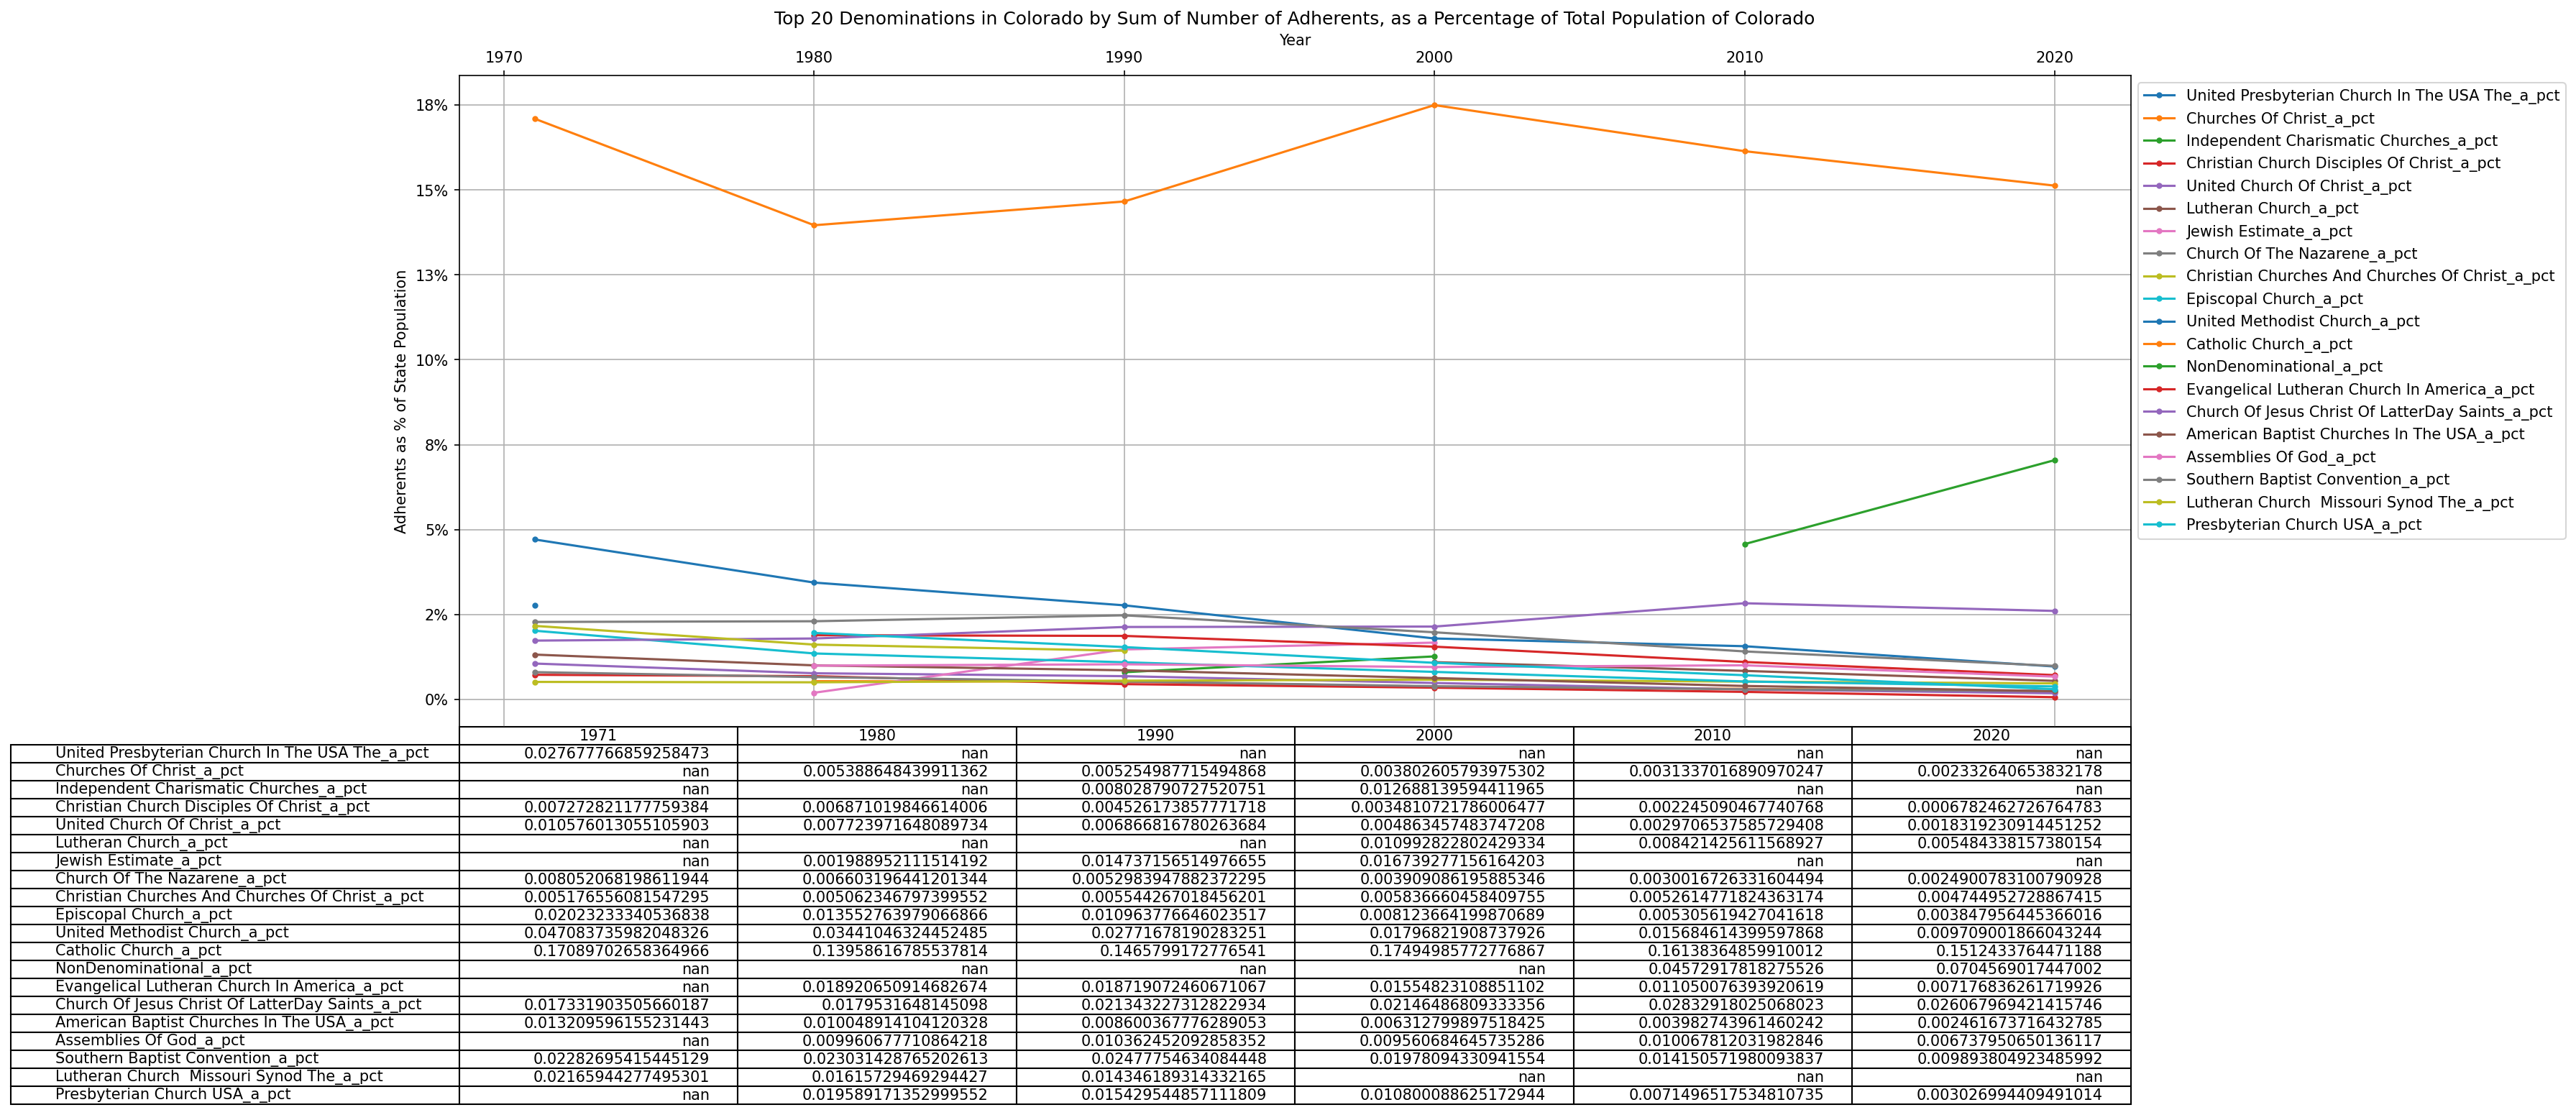 Top 20 Denominations in Colorado by Sum of Number of Adherents, as a Percentage of Total Population of Colorado
Year
1970 1980 1990 2000 2010 2020
18%
15%
13%
10%
8%
5%
2%
0%
Adherents as % of State Population
United Presbyterian Church In The USA The_a_pct
Churches Of Christ_a_pct
Independent Charismatic Churches_a_pct
Christian Church Disciples Of Christ_a_pct
United Church Of Christ_a_pct
Lutheran Church_a_pct
Jewish Estimate_a_pct
Church Of The Nazarene_a_pct
Christian Churches And Churches Of Christ_a_pct
Episcopal Church_a_pct
United Methodist Church_a_pct
Catholic Church_a_pct
NonDenominational_a_pct
Evangelical Lutheran Church In America_a_pct
Church Of Jesus Christ Of LatterDay Saints_a_pct
American Baptist Churches In The USA_a_pct
Assemblies Of God_a_pct
Southern Baptist Convention_a_pct
Lutheran Church  Missouri Synod The_a_pct
Presbyterian Church USA_a_pct
1971 1980 1990 2000 2010 2020
United Presbyterian Church In The USA The_a_pct 0.027677766859258473 nan nan nan nan nan
Churches Of Christ_a_pct nan 0.005388648439911362 0.005254987715494868 0.003802605793975302 0.0031337016890970247 0.002332640653832178
Independent Charismatic Churches_a_pct nan nan 0.008028790727520751 0.012688139594411965 nan nan
Christian Church Disciples Of Christ_a_pct 0.007272821177759384 0.006871019846614006 0.004526173857771718 0.0034810721786006477 0.002245090467740768 0.0006782462726764783
United Church Of Christ_a_pct 0.010576013055105903 0.007723971648089734 0.006866816780263684 0.004863457483747208 0.0029706537585729408 0.0018319230914451252
Lutheran Church_a_pct nan nan nan 0.010992822802429334 0.008421425611568927 0.005484338157380154
Jewish Estimate_a_pct nan 0.001988952111514192 0.014737156514976655 0.016739277156164203 nan nan
Church Of The Nazarene_a_pct 0.008052068198611944 0.006603196441201344 0.0052983947882372295 0.003909086195885346 0.0030016726331604494 0.0024900783100790928
Christian Churches And Churches Of Christ_a_pct 0.005176556081547295 0.005062346797399552 0.005544267018456201 0.005836660458409755 0.0052614771824363174 0.004744952728867415
Episcopal Church_a_pct 0.02023233340536838 0.013552763979066866 0.010963776646023517 0.008123664199870689 0.005305619427041618 0.003847956445366016
United Methodist Church_a_pct 0.047083735982048326 0.03441046324452485 0.02771678190283251 0.01796821908737926 0.015684614399597868 0.009709001866043244
Catholic Church_a_pct 0.17089702658364966 0.13958616785537814 0.1465799172776541 0.17494985772776867 0.16138364859910012 0.1512433764471188
NonDenominational_a_pct nan nan nan nan 0.04572917818275526 0.0704569017447002
Evangelical Lutheran Church In America_a_pct nan 0.018920650914682674 0.018719072460671067 0.01554823108851102 0.011050076393920619 0.007176836261719926
Church Of Jesus Christ Of LatterDay Saints_a_pct 0.017331903505660187 0.0179531648145098 0.021343227312822934 0.02146486809333356 0.02832918025068023 0.026067969421415746
American Baptist Churches In The USA_a_pct 0.013209596155231443 0.010048914104120328 0.008600367776289053 0.006312799897518425 0.003982743961460242 0.002461673716432785
Assemblies Of God_a_pct nan 0.009960677710864218 0.010362452092858352 0.009560684645735286 0.010067812031982846 0.006737950650136117
Southern Baptist Convention_a_pct 0.02282695415445129 0.023031428765202613 0.02477754634084448 0.01978094330941554 0.014150571980093837 0.009893804923485992
Lutheran Church  Missouri Synod The_a_pct 0.02165944277495301 0.01615729469294427 0.014346189314332165 nan nan nan
Presbyterian Church USA_a_pct nan 0.019589171352999552 0.015429544857111809 0.010800088625172944 0.0071496517534810735 0.003026994409491014